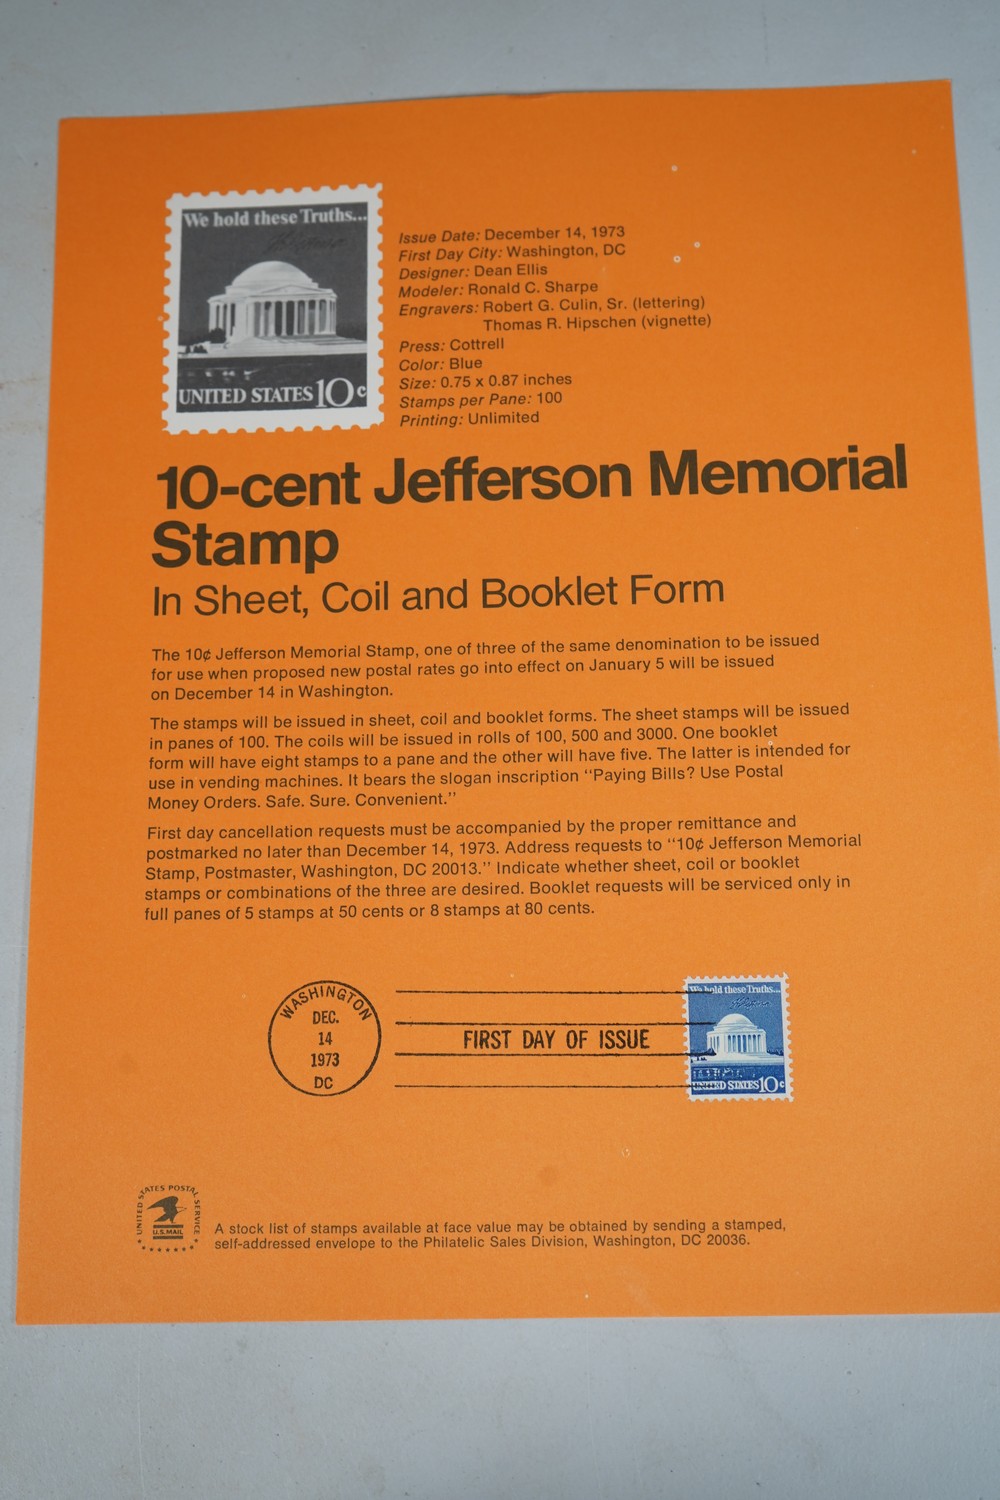 We hold these Truths...
UNITED STATES 10c
Issue Date: December 14, 1973
First Day City: Washington, DC
Designer: Dean Ellis
Modeler: Ronald C. Sharpe
Engravers: Robert G. Culin, Sr. (lettering)
Thomas R. Hipschen (vignette)
Press: Cottrell
Color: Blue
Size: 0.75 x 0.87 inches
Stamps per Pane: 100
Printing: Unlimited
10-cent Jefferson Memorial
Stamp
In Sheet, Coil and Booklet Form
The 10¢ Jefferson Memorial Stamp, one of three of the same denomination to be issued
for use when proposed new postal rates go into effect on January 5 will be issued
on December 14 in Washington.
The stamps will be issued in sheet, coil and booklet forms. The sheet stamps will be issued
in panes of 100. The coils will be issued in rolls of 100, 500 and 3000. One booklet
form will have eight stamps to a pane and the other will have five. The latter is intended for
use in vending machines. It bears the slogan inscription "Paying Bills? Use Postal
Money Orders. Safe. Sure. Convenient."
First day cancellation requests must be accompanied by the proper remittance and
postmarked no later than December 14, 1973. Address requests to "10¢ Jefferson Memorial
Stamp, Postmaster, Washington, DC 20013." Indicate whether sheet, coil or booklet
stamps or combinations of the three are desired. Booklet requests will be serviced only in
full panes of 5 stamps at 50 cents or 8 stamps at 80 cents.
WASHINGTON
DEC.
14
1973
DC
FIRST DAY OF ISSUE
We hold these Truths...
UNITED STATES 10c
UNITED STATES POSTAL SERVICE
U.S. MAIL
A stock list of stamps available at face value may be obtained by sending a stamped,
self-addressed envelope to the Philatelic Sales Division, Washington, DC 20036.